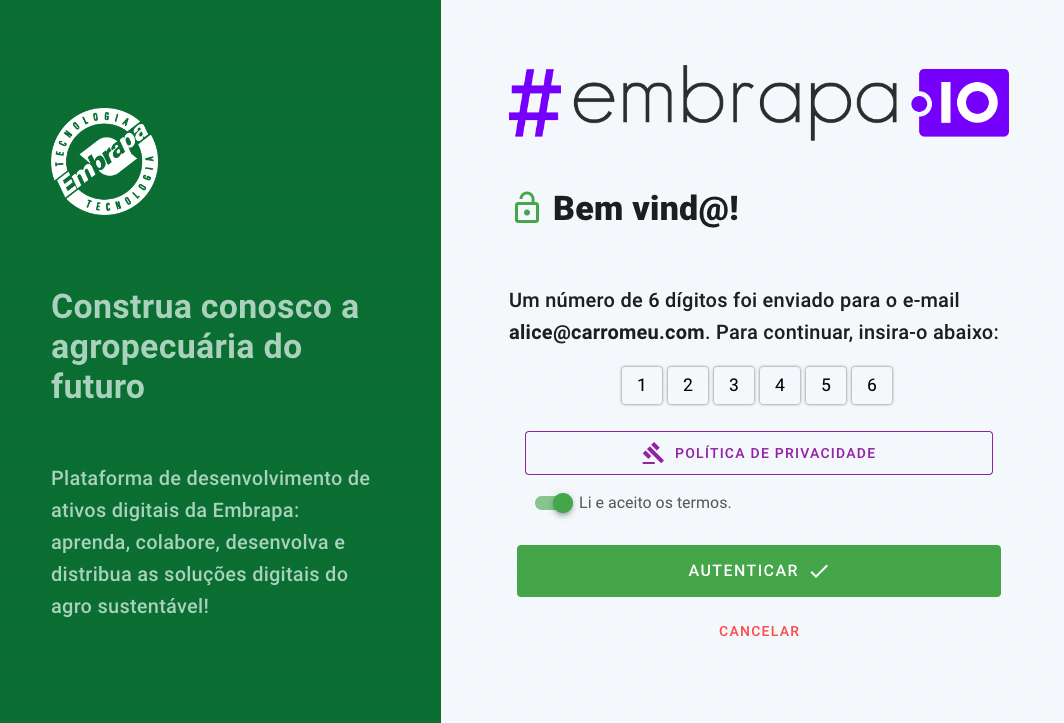 TECNOLOGIA VIGOLONCET
Embrapa
Construa conosco a
agropecuária do
futuro
Plataforma de desenvolvimento de
ativos digitais da Embrapa:
aprenda, colabore, desenvolva e
distribua as soluções digitais do
agro sustentável!
#embrapa IO
Bem vind@!
Um número de 6 dígitos foi enviado para o e-mail
alice@carromeu.com. Para continuar, insira-o abaixo:
1 2 3 4 5 6
POLÍTICA DE PRIVACIDADE
Li e aceito os termos.
AUTENTICAR
CANCELAR